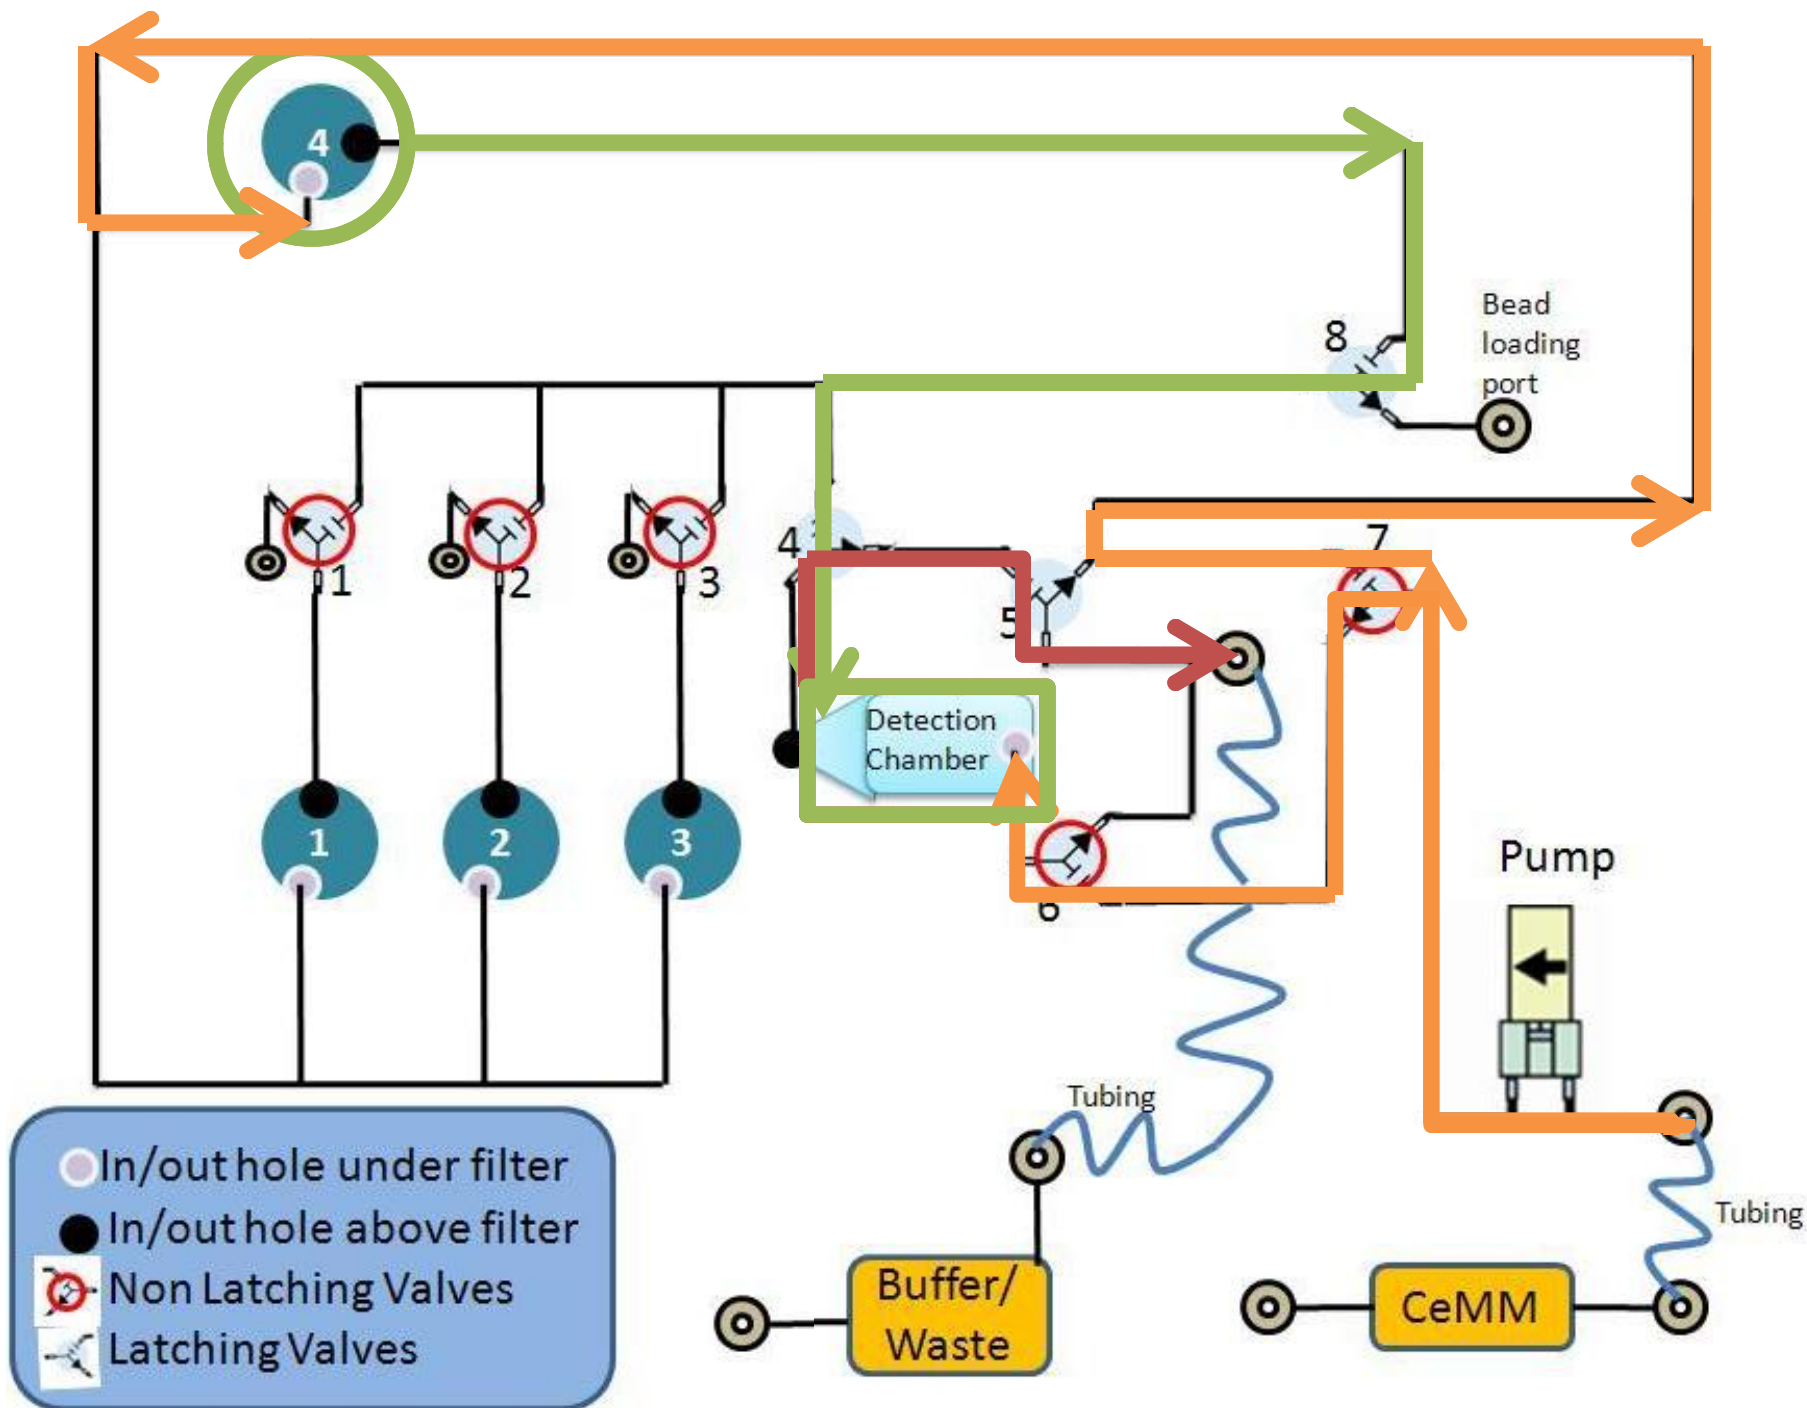 4
8
Bead
loading
port
4
7
1
2
3
5
Detection
Chamber
1
2
3
6
Pump
Tubing
Tubing
In/out hole under filter
In/out hole above filter
Non Latching Valves
Latching Valves
Buffer/
Waste
CeMM